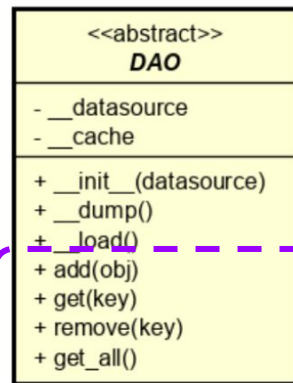 <<abstract>>
DAO
- __datasource
- __cache
+ __init__(datasource)
+ __dump()
+ __load()
+ add(obj)
+ get(key)
+ remove(key)
+ get_all()